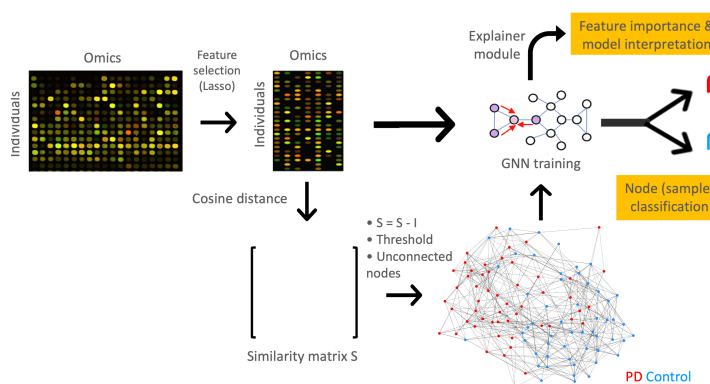 Omics
Individuals
Feature
selection
(Lasso)
Omics
Individuals
Explainer
module
Feature importance &
model interpretation
GNN training
Node (sample
classification
Cosine distance
• S = S - I
• Threshold
• Unconnected
nodes
Similarity matrix S
PD Control